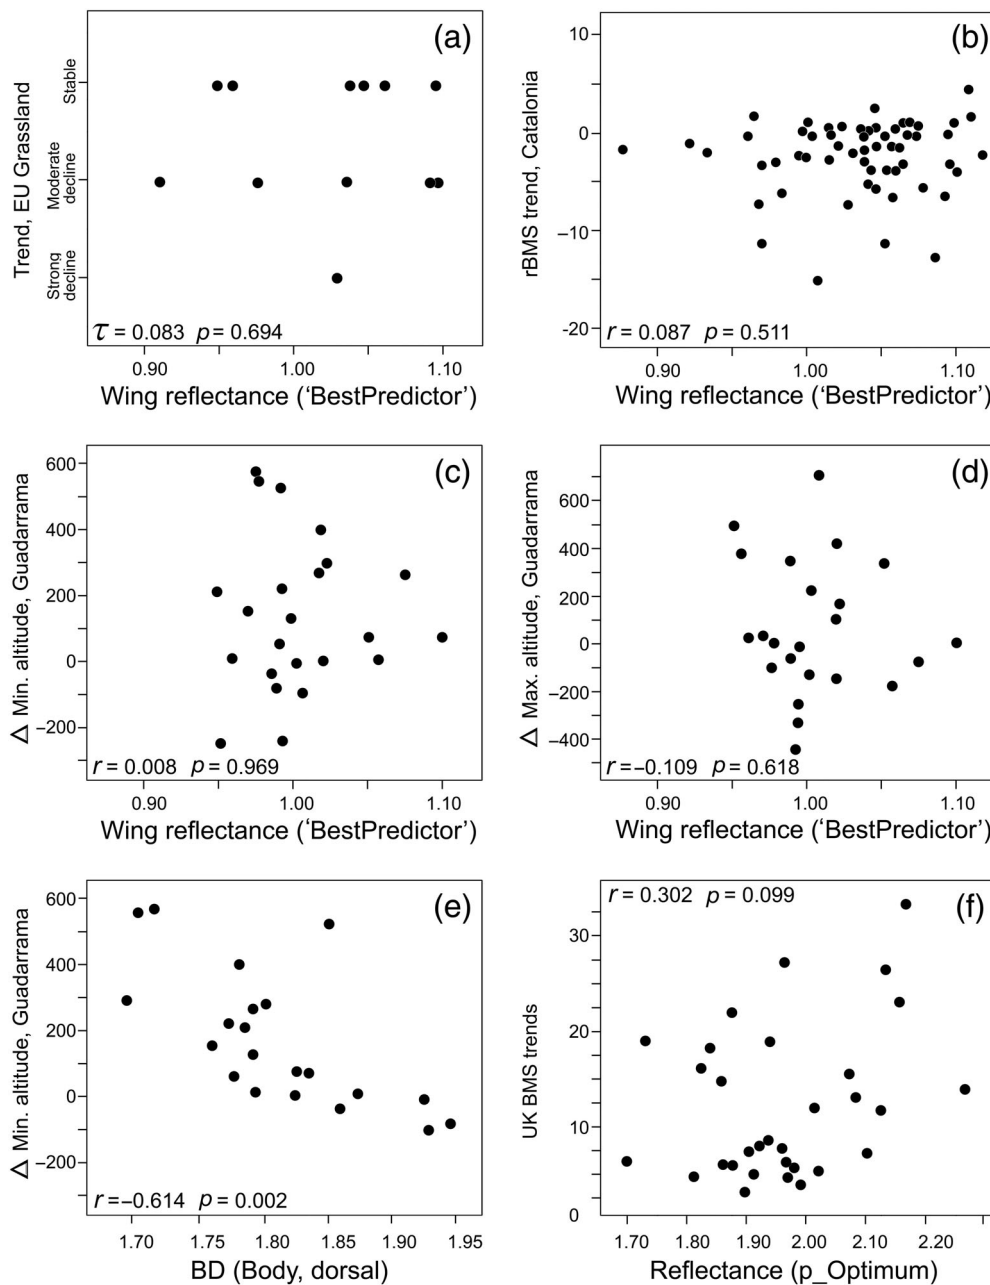 (a)
Trend, EU Grassland
Stable
Moderate
decline
Strong
decline
τ = 0.083 p = 0.694
0.90 1.00 1.10
Wing reflectance (‘BestPredictor’)
(b)
rBMS trend, Catalonia
10
0
−10
-20
r = 0.087 p = 0.511
0.90 1.00 1.10
Wing reflectance (‘BestPredictor’)
(c)
Δ Min. altitude, Guadarrama
600
400
200
0
−200
r = 0.008 p = 0.969
0.90 1.00 1.10
Wing reflectance (‘BestPredictor’)
(d)
Δ Max. altitude, Guadarrama
600
400
200
0
−200
−400
r=−0.109 p = 0.618
0.90 1.00 1.10
Wing reflectance (‘BestPredictor’)
(e)
Δ Min. altitude, Guadarrama
600
400
200
0
−200
r=−0.614 p = 0.002
1.70 1.75 1.80 1.85 1.90 1.95
BD (Body, dorsal)
(f)
r = 0.302 p = 0.099
UK BMS trends
30
20
10
0
1.70 1.80 1.90 2.00 2.10 2.20
Reflectance (p_Optimum)